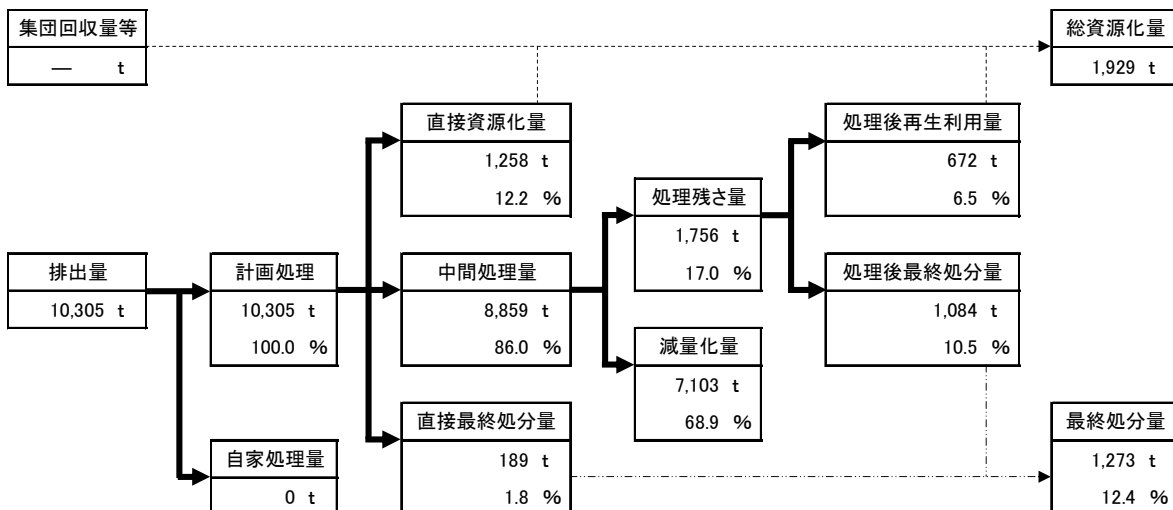 集団回収量等
― t
総資源化量
1,929 t
直接資源化量
1,258 t
12.2 %
処理後再生利用量
672 t
6.5 %
処理残さ量
1,756 t
17.0 %
排出量
10,305 t
計画処理
10,305 t
100.0 %
中間処理量
8,859 t
86.0 %
処理後最終処分量
1,084 t
10.5 %
減量化量
7,103 t
68.9 %
直接最終処分量
189 t
1.8 %
最終処分量
1,273 t
12.4 %
自家処理量
0 t